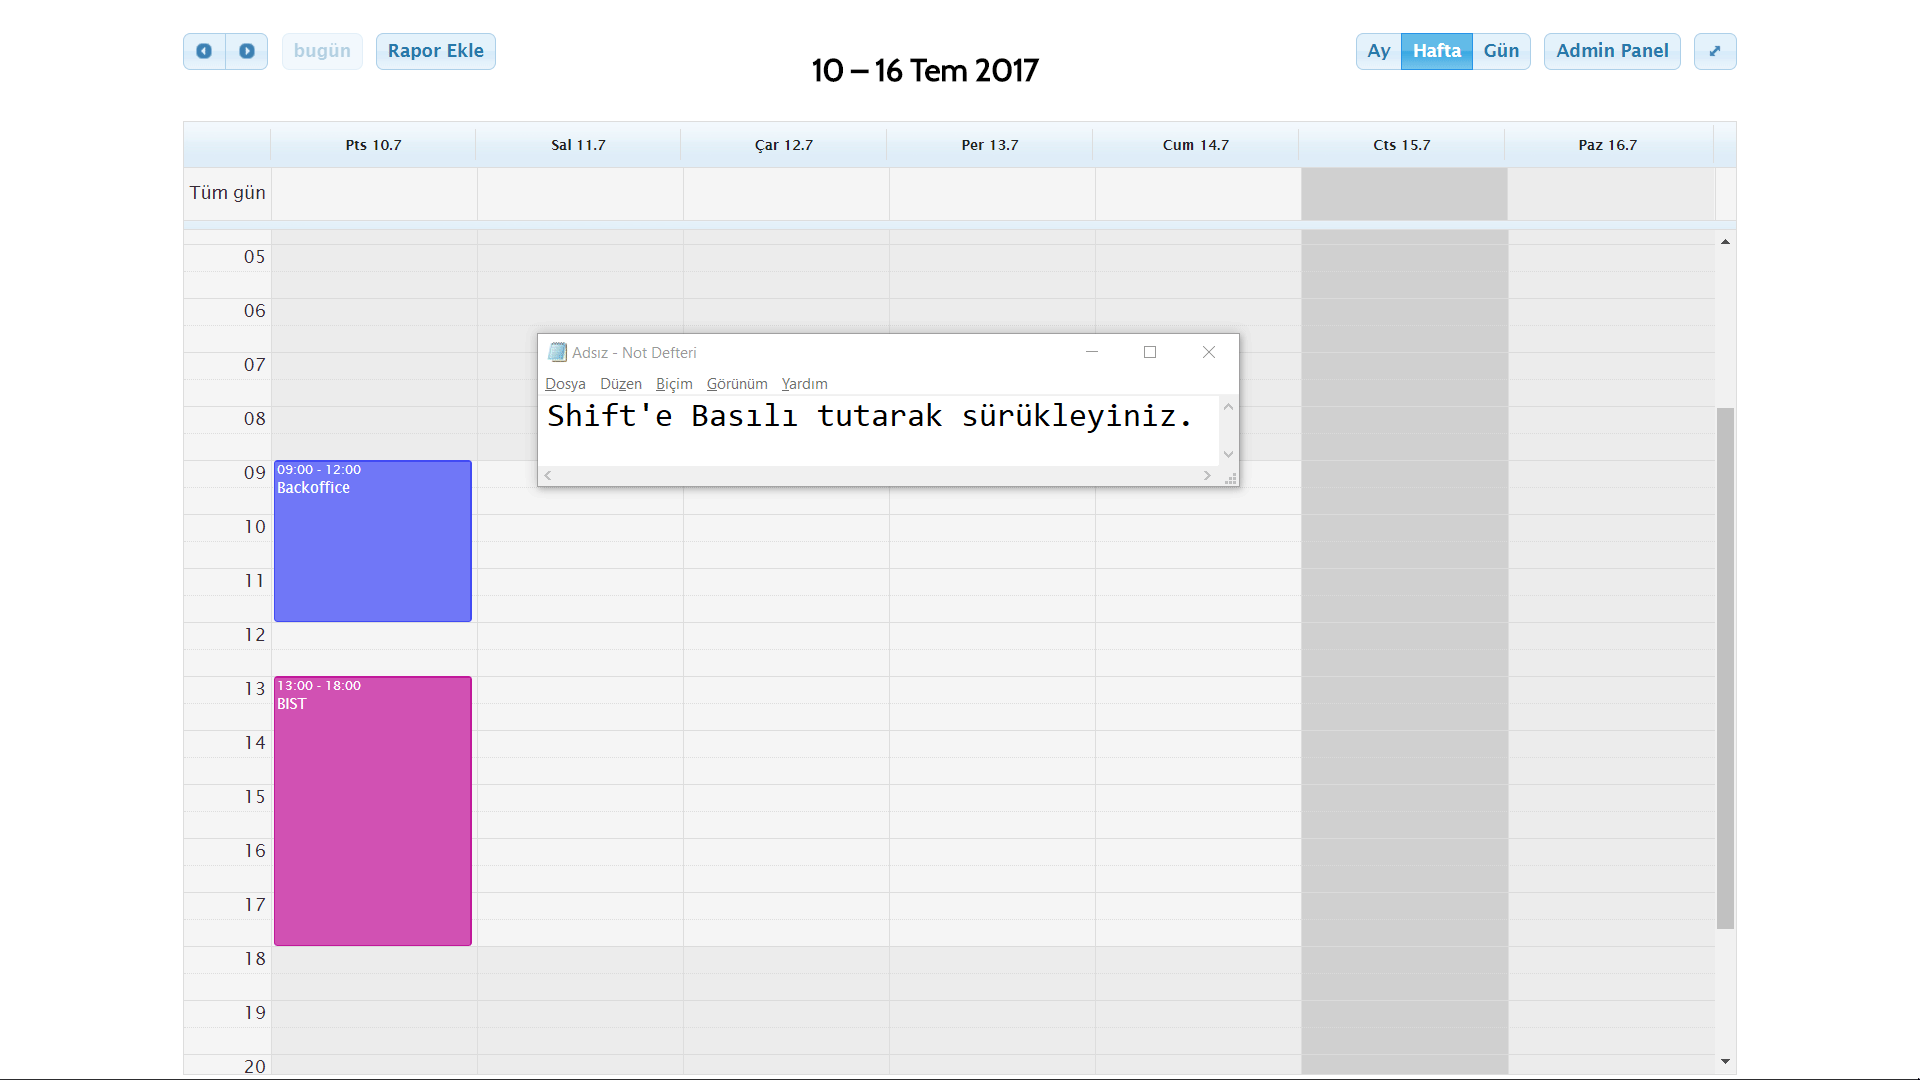 bugün
Rapor Ekle
10 – 16 Tem 2017
Ay
Hafta
Gün
Admin Panel
Pts 10.7
Sal 11.7
Çar 12.7
Per 13.7
Cum 14.7
Cts 15.7
Paz 16.7
Tüm gün
05
06
07
Adsız - Not Defteri
Dosya Düzen Biçim Görünüm Yardım
Shift'e Basılı tutarak sürükleyiniz.
08
09
09:00 - 12:00
Backoffice
10
11
12
13
13:00 - 18:00
BIST
14
15
16
17
18
19
20